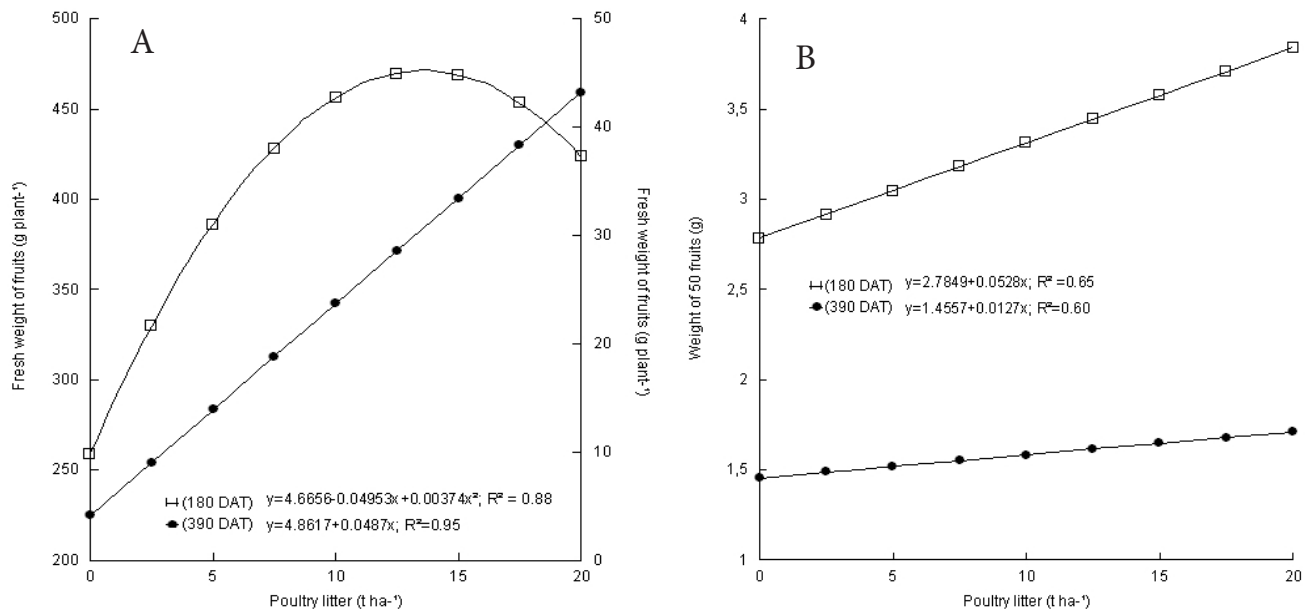 A
500
450
400
350
300
250
200
50
40
30
20
10
0
0
5
10
15
20
Fresh weight of fruits (g plant-¹)
Fresh weight of fruits (g plant-¹)
Poultry litter (t ha-¹)
(180 DAT) y=4.6656-0.04953x+0.00374x²; R² = 0.88
(390 DAT) y=4.8617+0.0487x; R²=0.95
B
4
3,5
3
2,5
2
1,5
1
0
5
10
15
20
Weight of 50 fruits (g)
Poultry litter (t ha-¹)
(180 DAT) y=2.7849+0.0528x; R² =0.65
(390 DAT) y=1.4557+0.0127x; R²=0.60